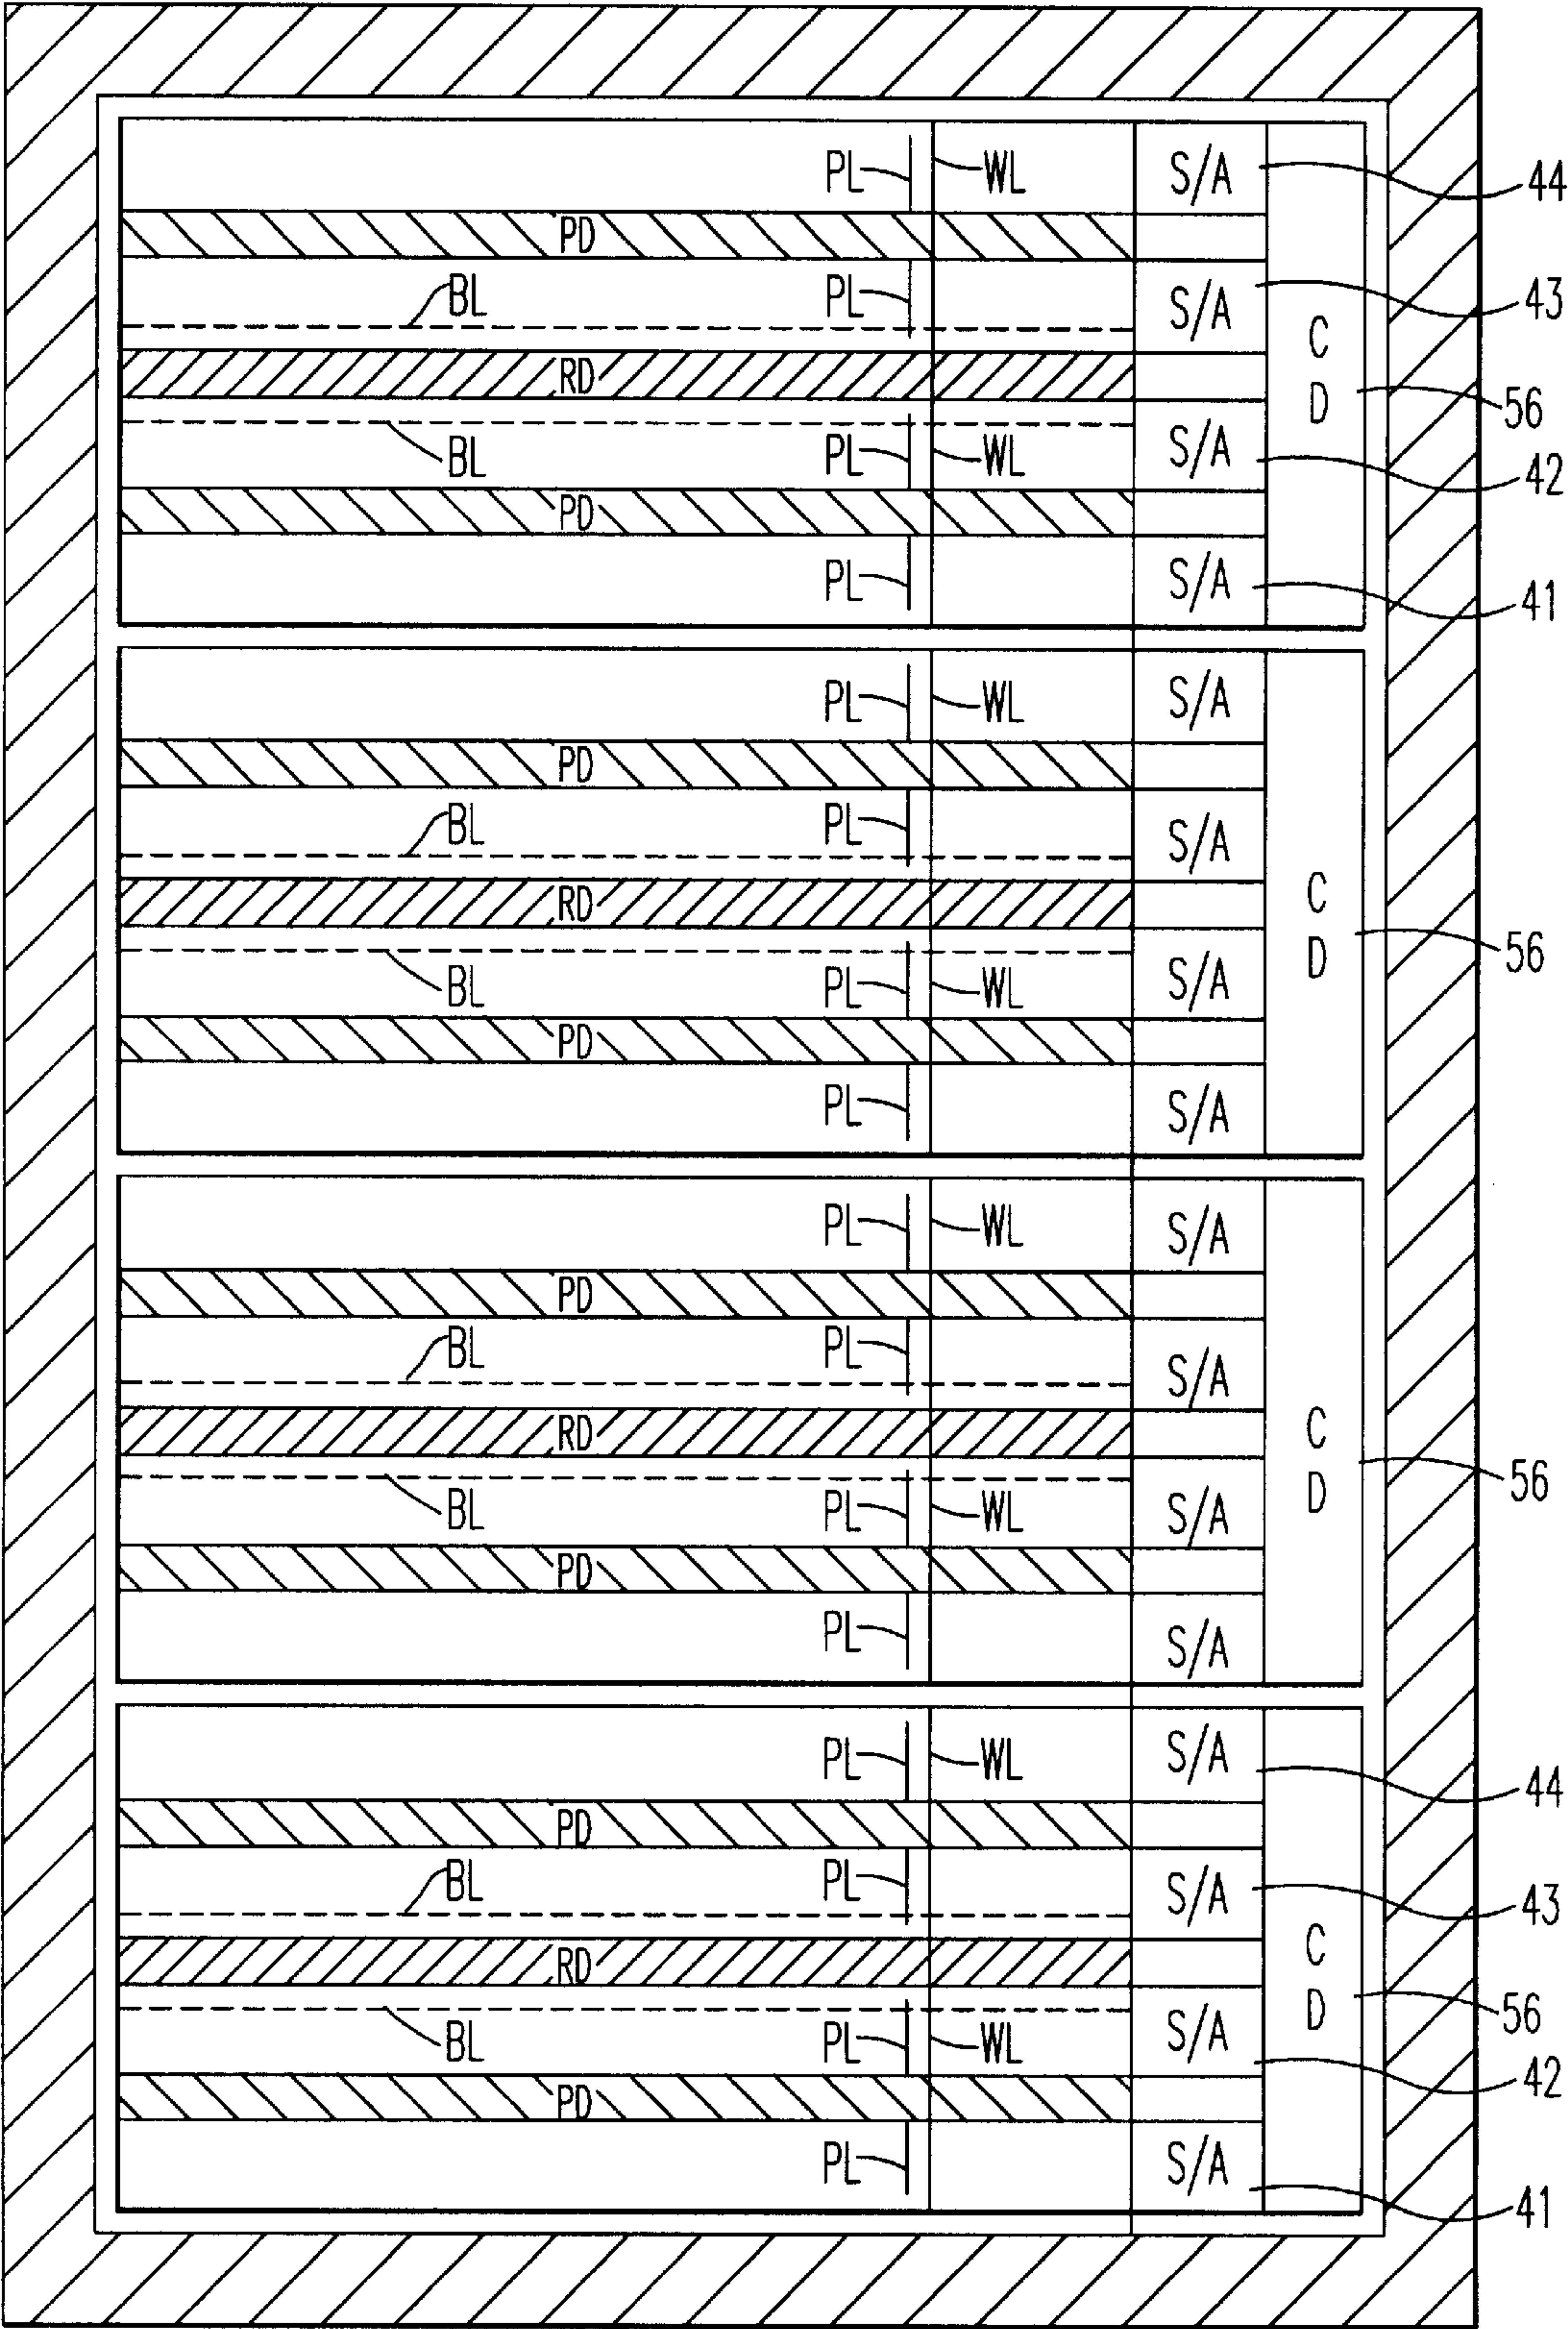 PL WL S/A 44
PD
BL PL S/A 43
C
D
RD
56
BL PL WL S/A 42
PD
PL S/A 41
PL WL S/A
PD
BL PL S/A
C
D
RD
56
BL PL WL S/A
PD
PL S/A
PL WL S/A
PD
BL PL S/A
C
D
RD
56
BL PL WL S/A
PD
PL S/A
PL WL S/A 44
PD
BL PL S/A 43
C
D
RD
56
BL PL WL S/A 42
PD
PL S/A 41